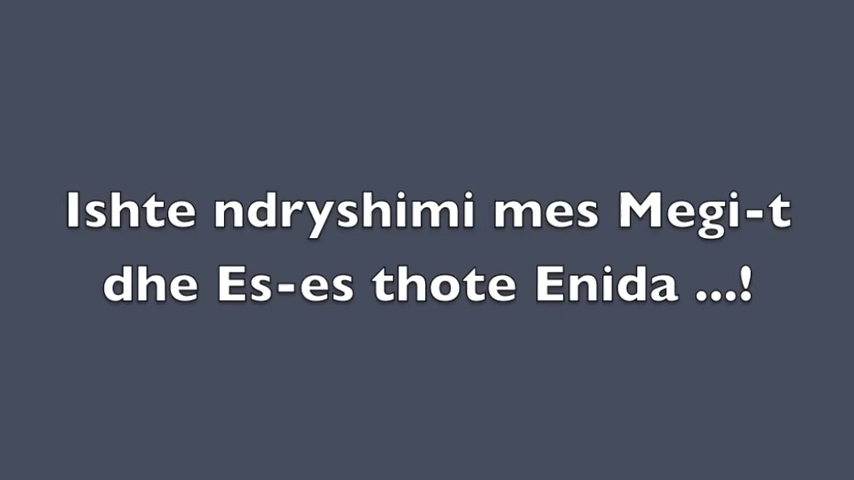 Ishte ndryshimi mes Megi-t
dhe Es-es thote Enida ...!